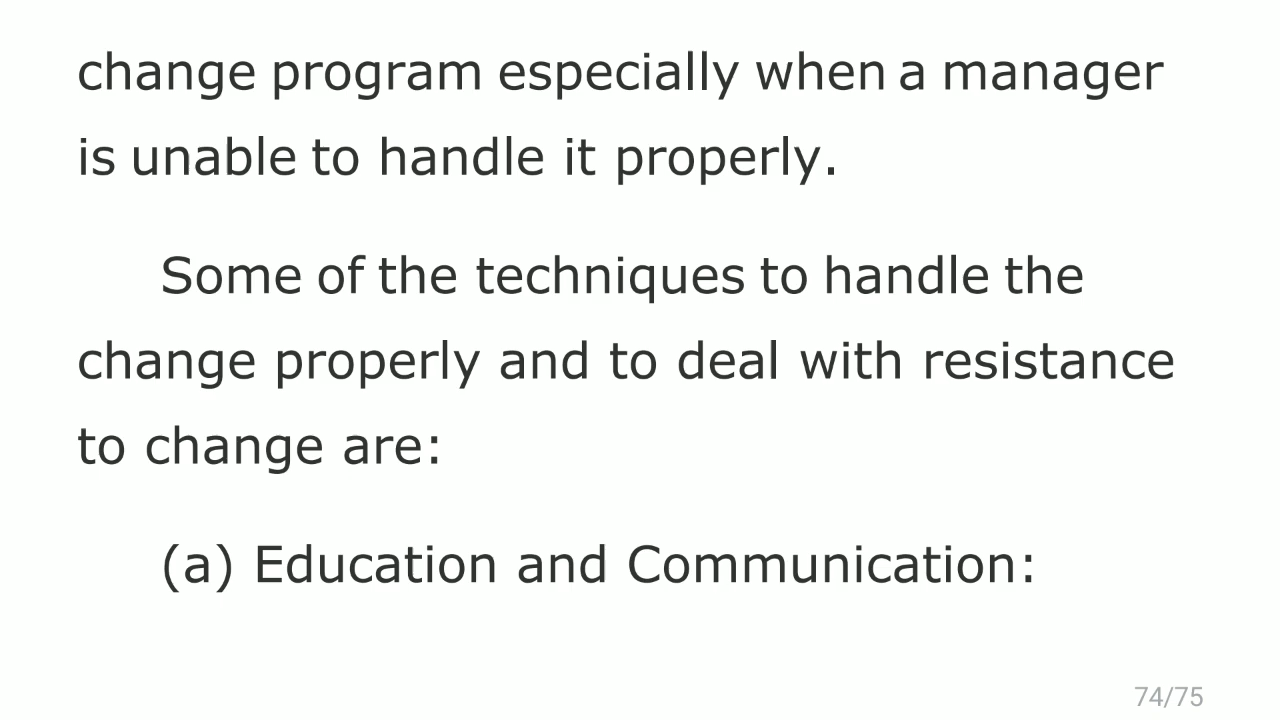 change program especially when a manager
is unable to handle it properly.
Some of the techniques to handle the
change properly and to deal with resistance
to change are:
(a) Education and Communication:
74/75